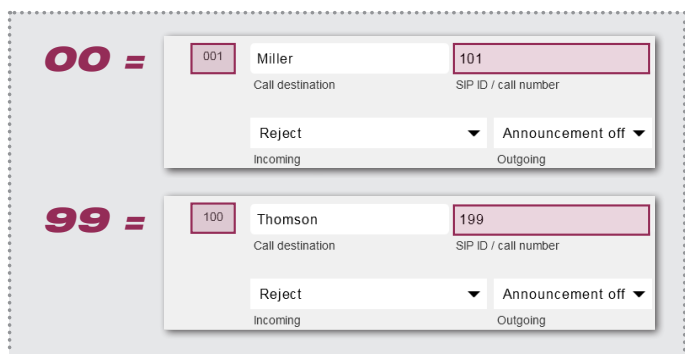 00 = 001 Miller 101
Call destination SIP ID / call number
Reject Announcement off
Incoming Outgoing
99 = 100 Thomson 199
Call destination SIP ID / call number
Reject Announcement off
Incoming Outgoing